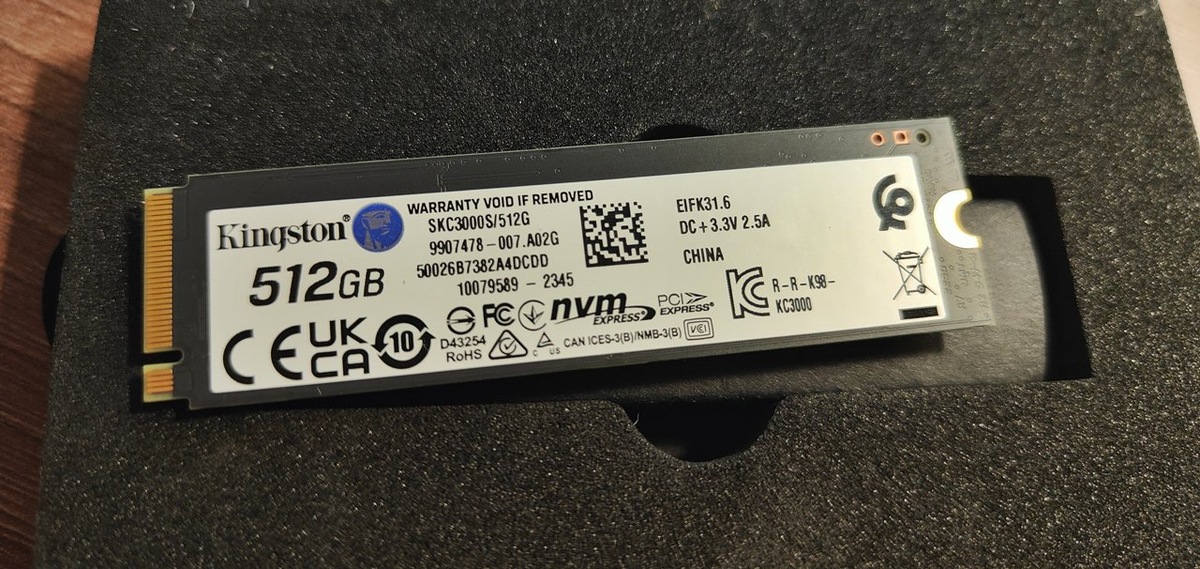 Kingston®
512GB
WARRANTY VOID IF REMOVED
SKC3000S/512G
9907478-007.A02G
50026B7382A4DCDD
10079589 - 2345
EIFK31.6
DC+3.3V 2.5A
CHINA
CE
UK
CA
10
D43254
RoHS
FC
nvm
EXPRESS
PCI
EXPRESS®
C US
CAN ICES-3(B)/NMB-3(B)
VCI
R-R-K98-
KC3000